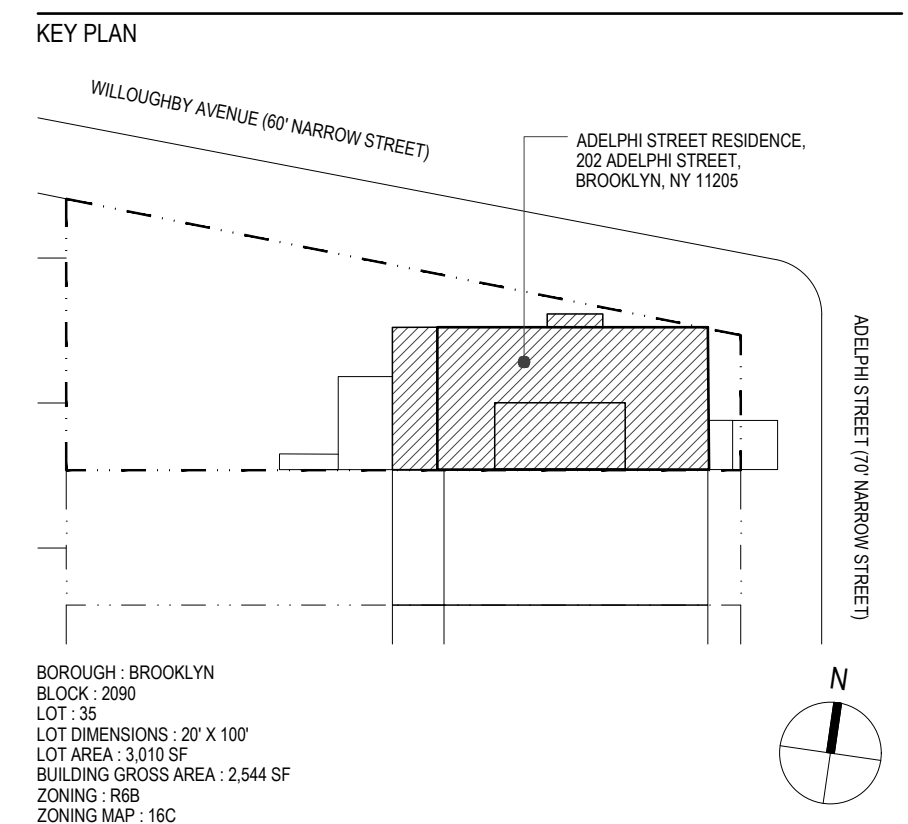 KEY PLAN
WILLOUGHBY AVENUE (60' NARROW STREET)
ADELPHI STREET RESIDENCE,
202 ADELPHI STREET,
BROOKLYN, NY 11205
ADELPHI STREET (70' NARROW STREET)
BOROUGH : BROOKLYN
BLOCK : 2090
LOT : 35
LOT DIMENSIONS : 20' X 100'
LOT AREA : 3,010 SF
BUILDING GROSS AREA : 2,544 SF
ZONING : R6B
ZONING MAP : 16C
N